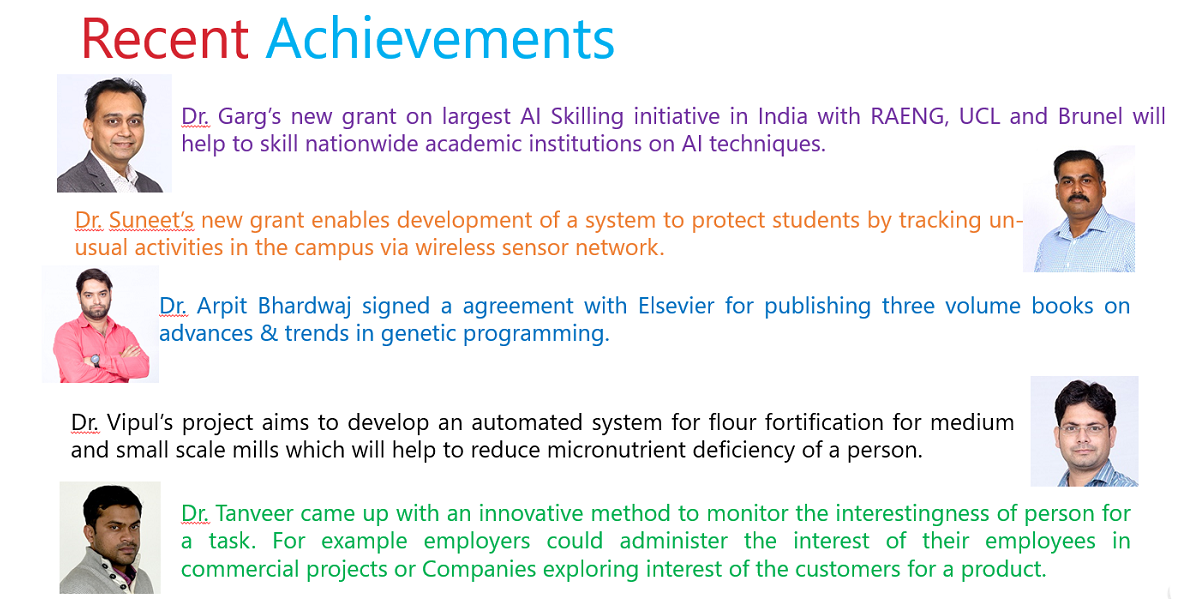 Recent Achievements
Dr. Garg's new grant on largest AI Skilling initiative in India with RAENG, UCL and Brunel will
help to skill nationwide academic institutions on AI techniques.
Dr. Suneet's new grant enables development of a system to protect students by tracking un-
usual activities in the campus via wireless sensor network.
Dr. Arpit Bhardwaj signed a agreement with Elsevier for publishing three volume books on
advances & trends in genetic programming.
Dr. Vipul's project aims to develop an automated system for flour fortification for medium
and small scale mills which will help to reduce micronutrient deficiency of a person.
Dr. Tanveer came up with an innovative method to monitor the interestingness of person for
a task. For example employers could administer the interest of their employees in
commercial projects or Companies exploring interest of the customers for a product.